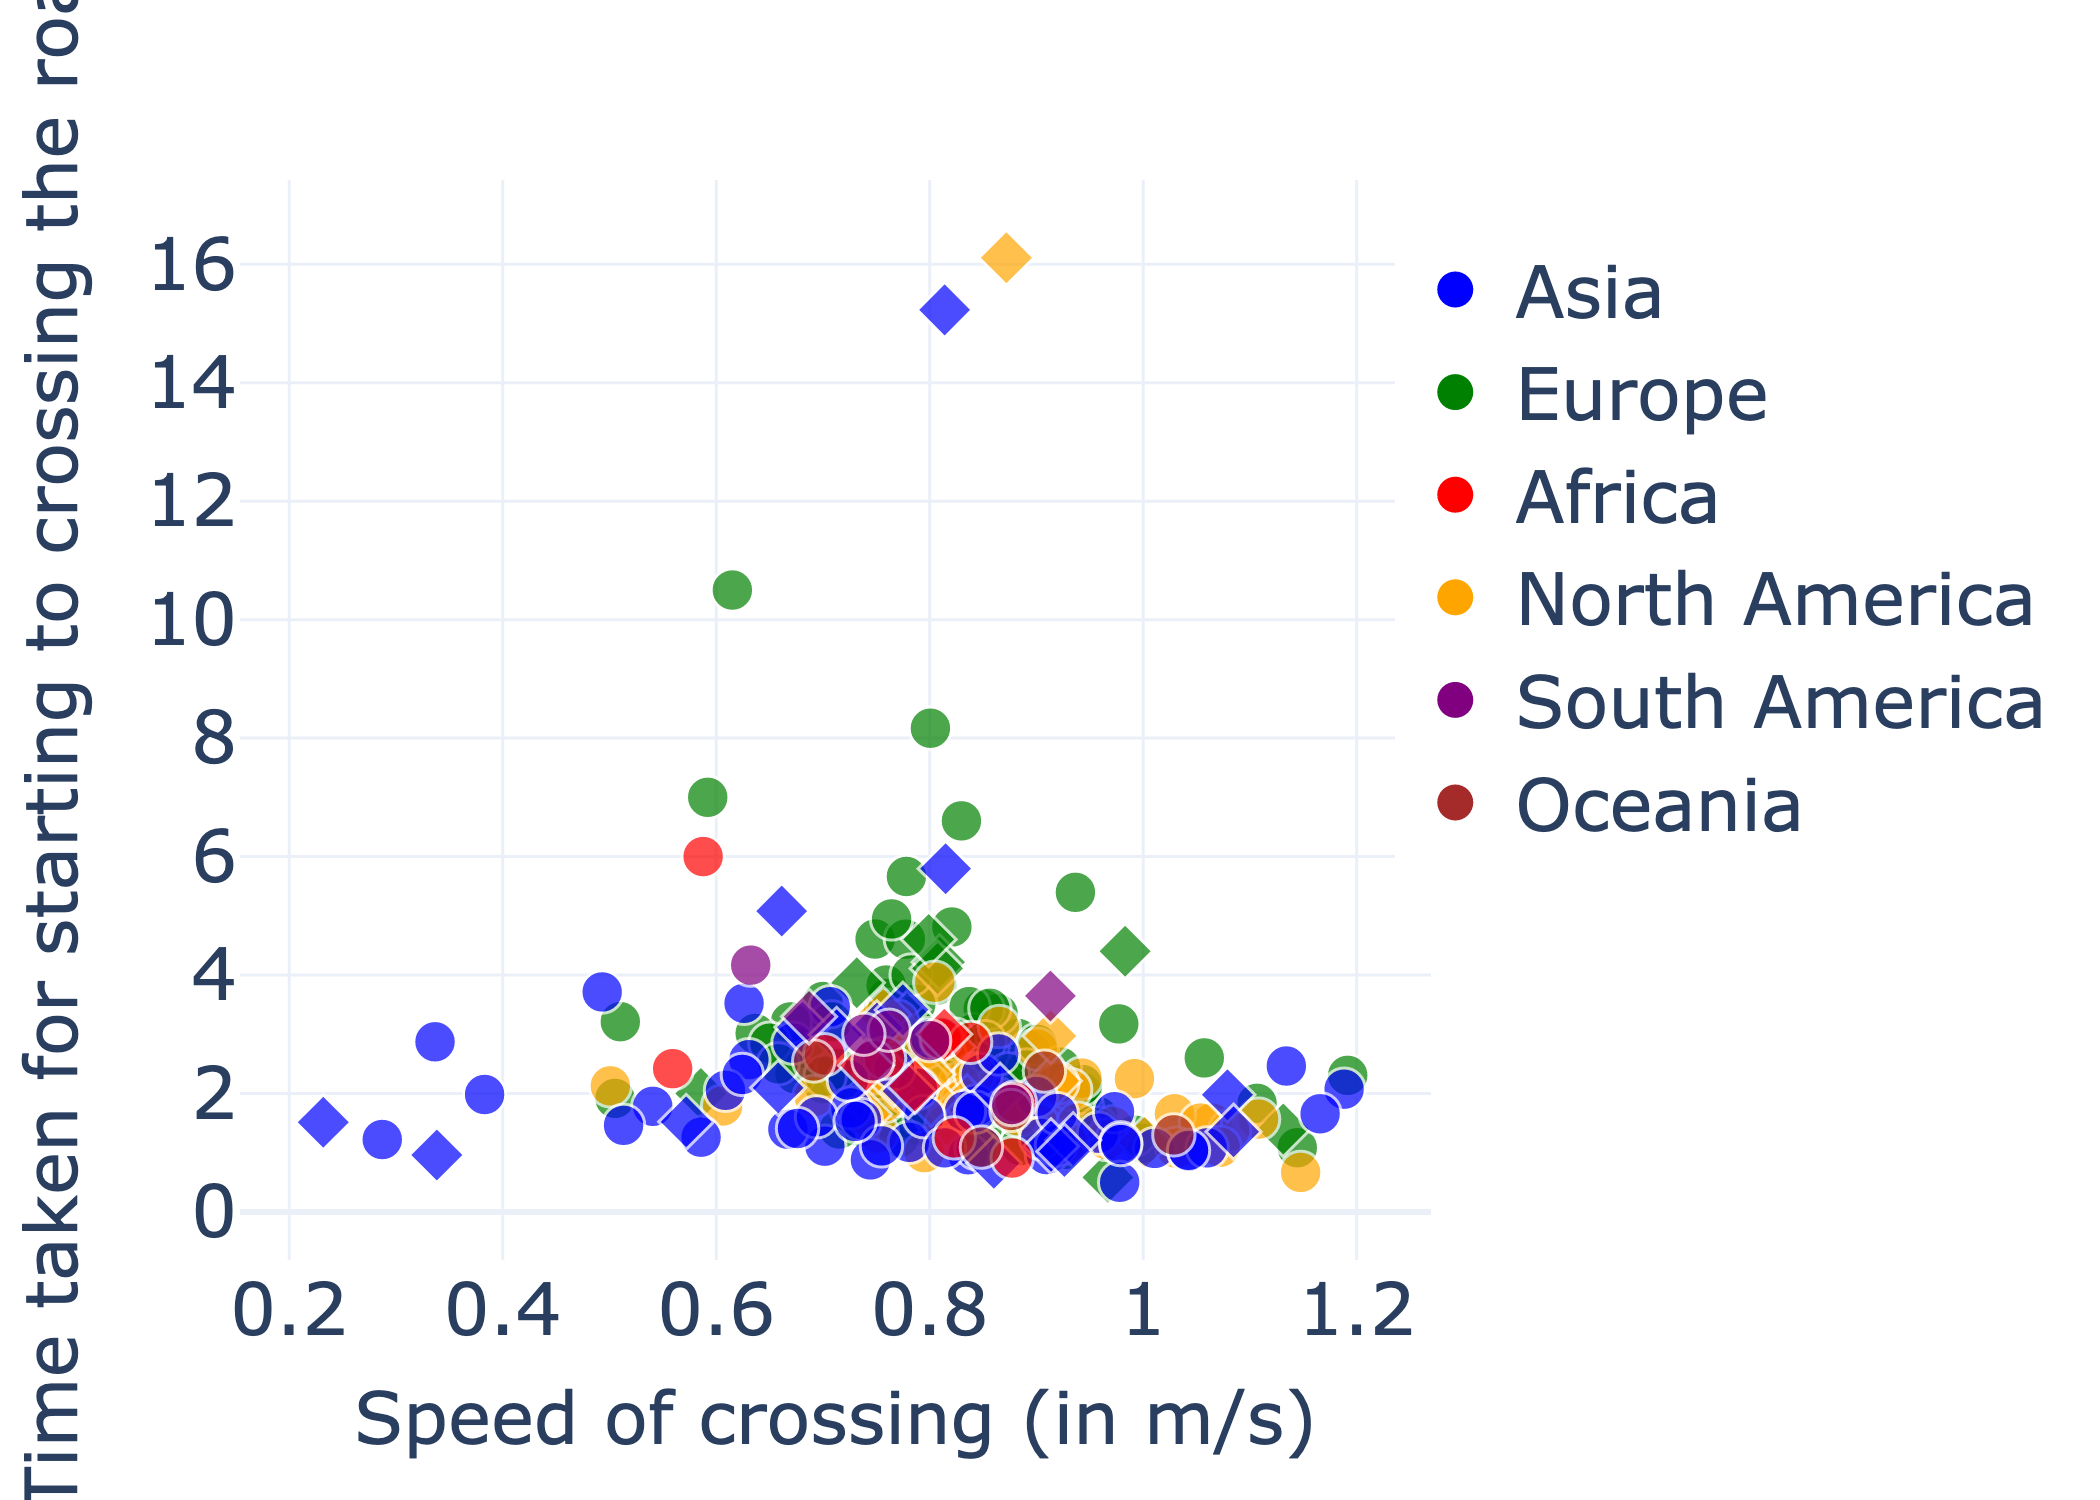 Time taken for starting to crossing the
16
14
12
10
8
6
4
2
0
0.2 0.4 0.6 0.8 1 1.2
Speed of crossing (in m/s)
Asia
Europe
Africa
North America
South America
Oceania